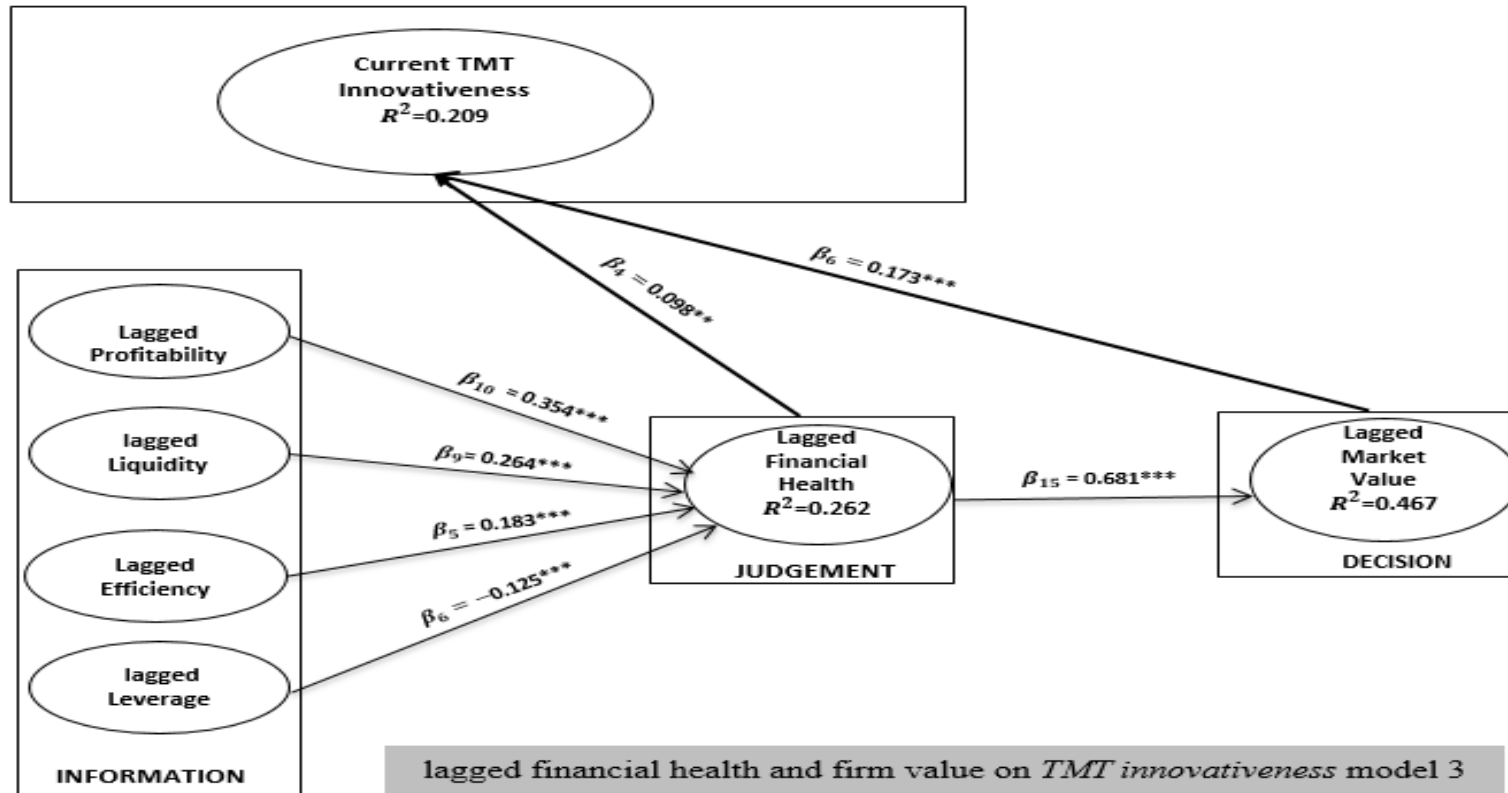 Current TMT
Innovativeness
R²=0.209
β₆ = 0.173***
β₄ = 0.098**
Lagged
Profitability
β₁₀ = 0.354***
lagged
Liquidity
β₉= 0.264***
Lagged
Efficiency
β₅ = 0.183***
lagged
Leverage
β₆ = −0.125***
INFORMATION
Lagged
Financial
Health
R²=0.262
JUDGEMENT
β₁₅ = 0.681***
Lagged
Market
Value
R²=0.467
DECISION
lagged financial health and firm value on TMT innovativeness model 3